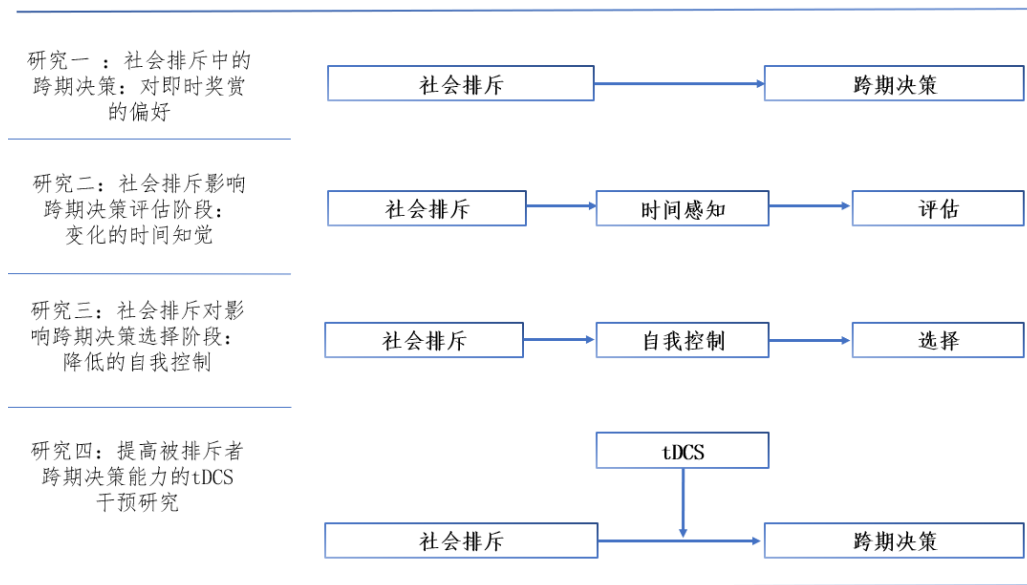 研究一 ：社会排斥中的
跨期决策：对即时奖赏
的偏好
社会排斥
跨期决策
研究二：社会排斥影响
跨期决策评估阶段：
变化的时间知觉
社会排斥
时间感知
评估
研究三：社会排斥对影
响跨期决策选择阶段：
降低的自我控制
社会排斥
自我控制
选择
研究四：提高被排斥者
跨期决策能力的tDCS
干预研究
tDCS
社会排斥
跨期决策